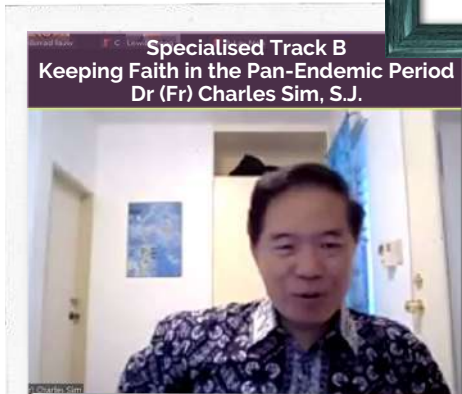 Specialised Track B
Keeping Faith in the Pan-Endemic Period
Dr (Fr) Charles Sim, S.J.
Charles Sim